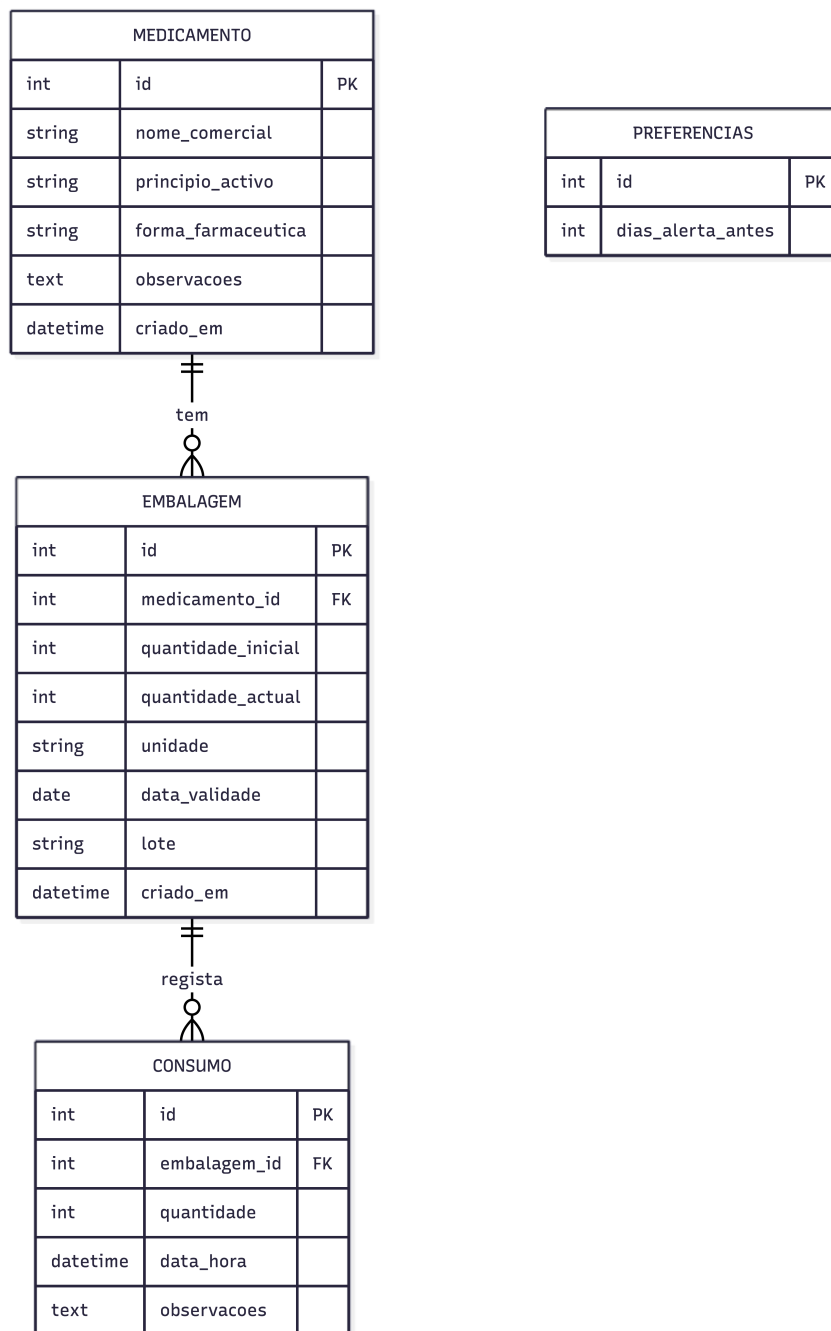 MEDICAMENTO
int id PK
string nome_comercial
string principio_activo
string forma_farmaceutica
text observacoes
datetime criado_em
PREFERENCIAS
int id PK
int dias_alerta_antes
tem
EMBALAGEM
int id PK
int medicamento_id FK
int quantidade_inicial
int quantidade_actual
string unidade
date data_validade
string lote
datetime criado_em
regista
CONSUMO
int id PK
int embalagem_id FK
int quantidade
datetime data_hora
text observacoes